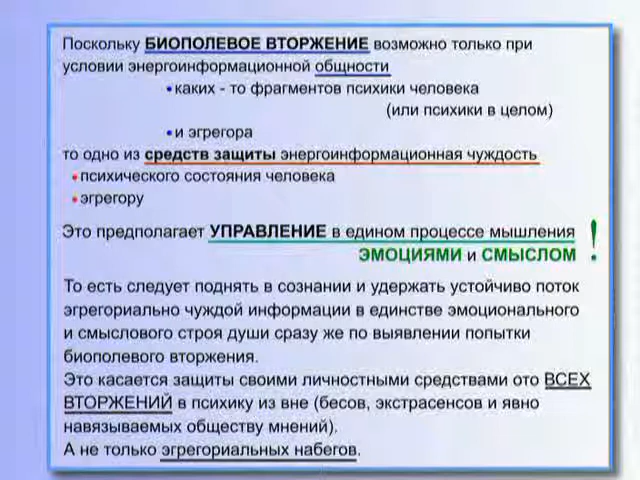 Поскольку БИОПОЛЕВОЕ ВТОРЖЕНИЕ возможно только при
условии энергоинформационной общности
•каких - то фрагментов психики человека
(или психики в целом)
•и эгрегора
то одно из средств защиты энергоинформационная чуждость
•психического состояния человека
•эгрегору
Это предполагает УПРАВЛЕНИЕ в едином процессе мышления
ЭМОЦИЯМИ и СМЫСЛОМ !
То есть следует поднять в сознании и удержать устойчиво поток
эгрегориально чуждой информации в единстве эмоционального
и смыслового строя души сразу же по выявлении попытки
биополевого вторжения.
Это касается защиты своими личностными средствами ото ВСЕХ
ВТОРЖЕНИЙ в психику из вне (бесов, экстрасенсов и явно
навязываемых обществу мнений).
А не только эгрегориальных набегов.